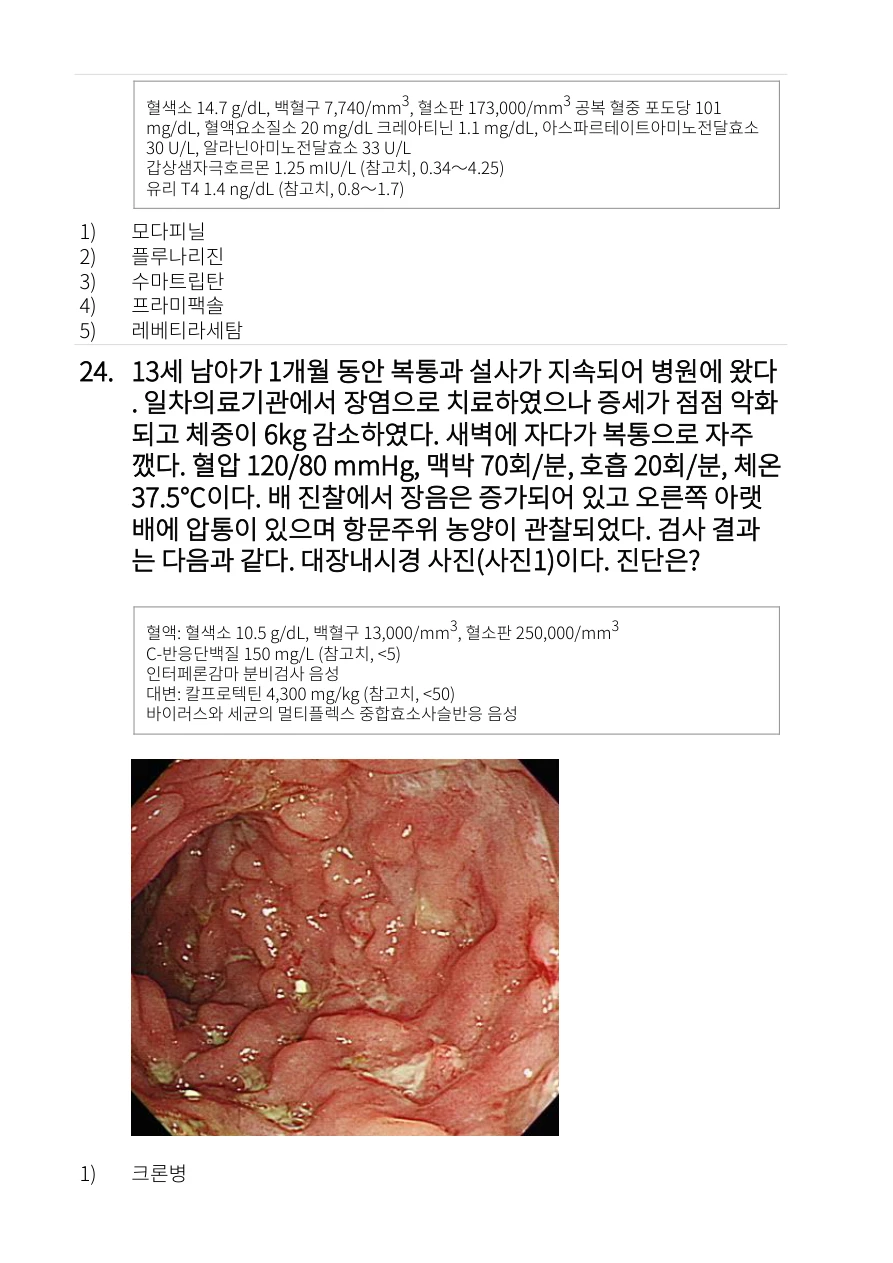 혈색소 14.7 g/dL, 백혈구 7,740/mm³, 혈소판 173,000/mm³ 공복 혈중 포도당 101
mg/dL, 혈액요소질소 20 mg/dL 크레아티닌 1.1 mg/dL, 아스파르테이트아미노전달효소
30 U/L, 알라닌아미노전달효소 33 U/L
갑상샘자극호르몬 1.25 mIU/L (참고치, 0.34～4.25)
유리 T4 1.4 ng/dL (참고치, 0.8～1.7)
1) 모다피닐
2) 플루나리진
3) 수마트립탄
4) 프라미팩솔
5) 레베티라세탐
24. 13세 남아가 1개월 동안 복통과 설사가 지속되어 병원에 왔다
. 일차의료기관에서 장염으로 치료하였으나 증세가 점점 악화
되고 체중이 6kg 감소하였다. 새벽에 자다가 복통으로 자주
깼다. 혈압 120/80 mmHg, 맥박 70회/분, 호흡 20회/분, 체온
37.5℃이다. 배 진찰에서 장음은 증가되어 있고 오른쪽 아랫
배에 압통이 있으며 항문주위 농양이 관찰되었다. 검사 결과
는 다음과 같다. 대장내시경 사진(사진1)이다. 진단은?
혈액: 혈색소 10.5 g/dL, 백혈구 13,000/mm³, 혈소판 250,000/mm³
C-반응단백질 150 mg/L (참고치, <5)
인터페론감마 분비검사 음성
대변: 칼프로텍틴 4,300 mg/kg (참고치, <50)
바이러스와 세균의 멀티플렉스 중합효소사슬반응 음성
1) 크론병